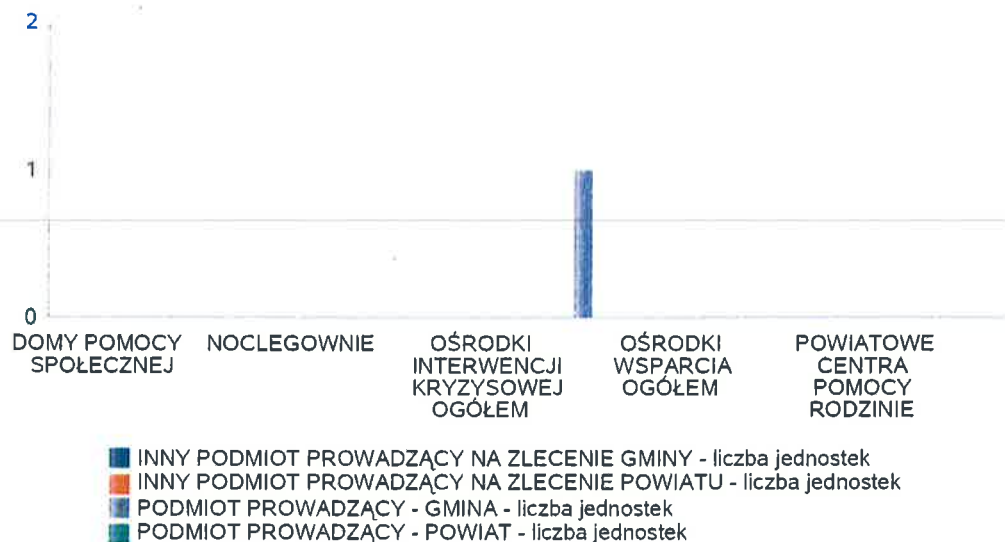 2
1
0
DOMY POMOCY
SPOŁECZNEJ
NOCLEGOWNIE
OŚRODKI
INTERWENCJI
KRYZYSOWEJ
OGÓŁEM
OŚRODKI
WSPARCIA
OGÓŁEM
POWIATOWE
CENTRA
POMOCY
RODZINIE
INNY PODMIOT PROWADZĄCY NA ZLECENIE GMINY - liczba jednostek
INNY PODMIOT PROWADZĄCY NA ZLECENIE POWIATU - liczba jednostek
PODMIOT PROWADZĄCY - GMINA - liczba jednostek
PODMIOT PROWADZĄCY - POWIAT - liczba jednostek